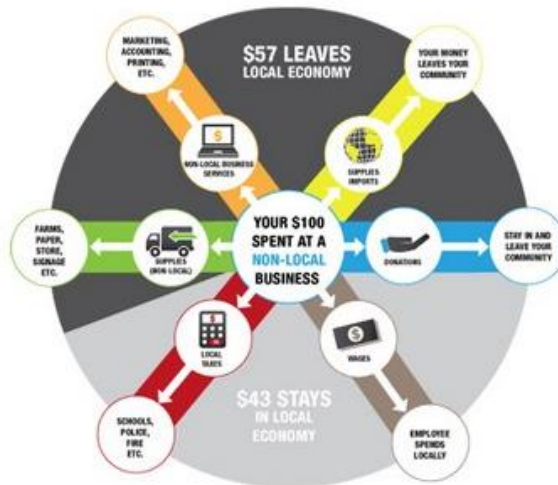 MARKETING,
ACCOUNTING,
PRINTING,
ETC.
$57 LEAVES
LOCAL ECONOMY
YOUR MONEY
LEAVES YOUR
COMMUNITY
$
NON-LOCAL BUSINESS
SERVICES
SUPPLIES
IMPORTS
FARMS,
PAPER,
STORE,
SIGNAGE
ETC.
SUPPLIES
(NON-LOCAL)
YOUR $100
SPENT AT A
NON-LOCAL
BUSINESS
DONATIONS
STAY IN AND
LEAVE YOUR
COMMUNITY
$
LOCAL
TAXES
$
WAGES
SCHOOLS,
POLICE,
FIRE
ETC.
$43 STAYS
IN LOCAL
ECONOMY
EMPLOYEE
SPENDS
LOCALLY